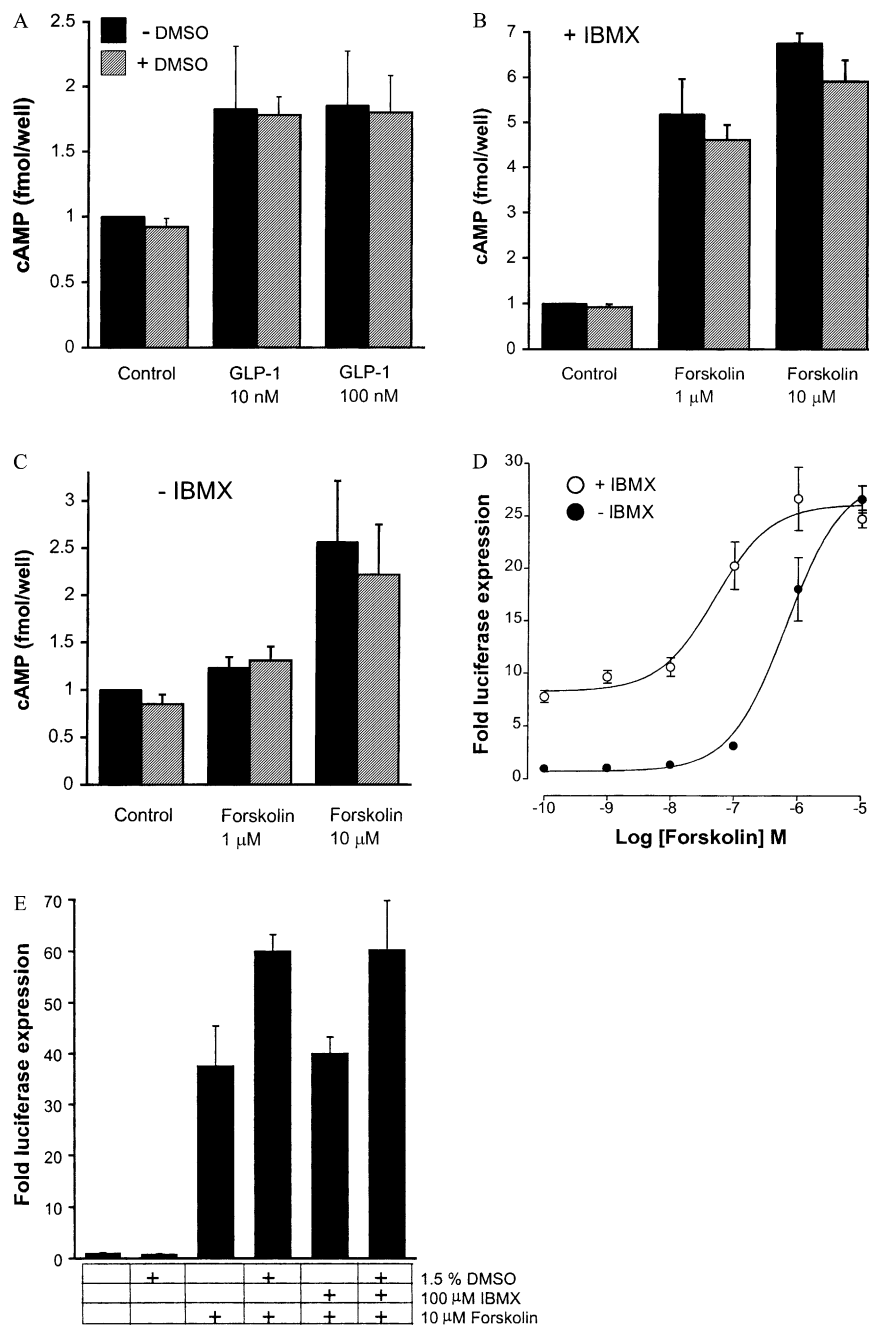 A
- DMSO
+ DMSO
cAMP (fmol/well)
2.5
2
1.5
1
0.5
0
Control
GLP-1
10 nM
GLP-1
100 nM
B
+ IBMX
cAMP (fmol/well)
7
6
5
4
3
2
1
0
Control
Forskolin
1 μM
Forskolin
10 μM
C
- IBMX
cAMP (fmol/well)
3
2.5
2
1.5
1
0.5
0
Control
Forskolin
1 μM
Forskolin
10 μM
D
+ IBMX
- IBMX
Fold luciferase expression
30
25
20
15
10
5
0
-10 -9 -8 -7 -6 -5
Log [Forskolin] M
E
Fold luciferase expression
70
60
50
40
30
20
10
0
+ + + 1.5 % DMSO
+ + 100 μM IBMX
+ + + + 10 μM Forskolin